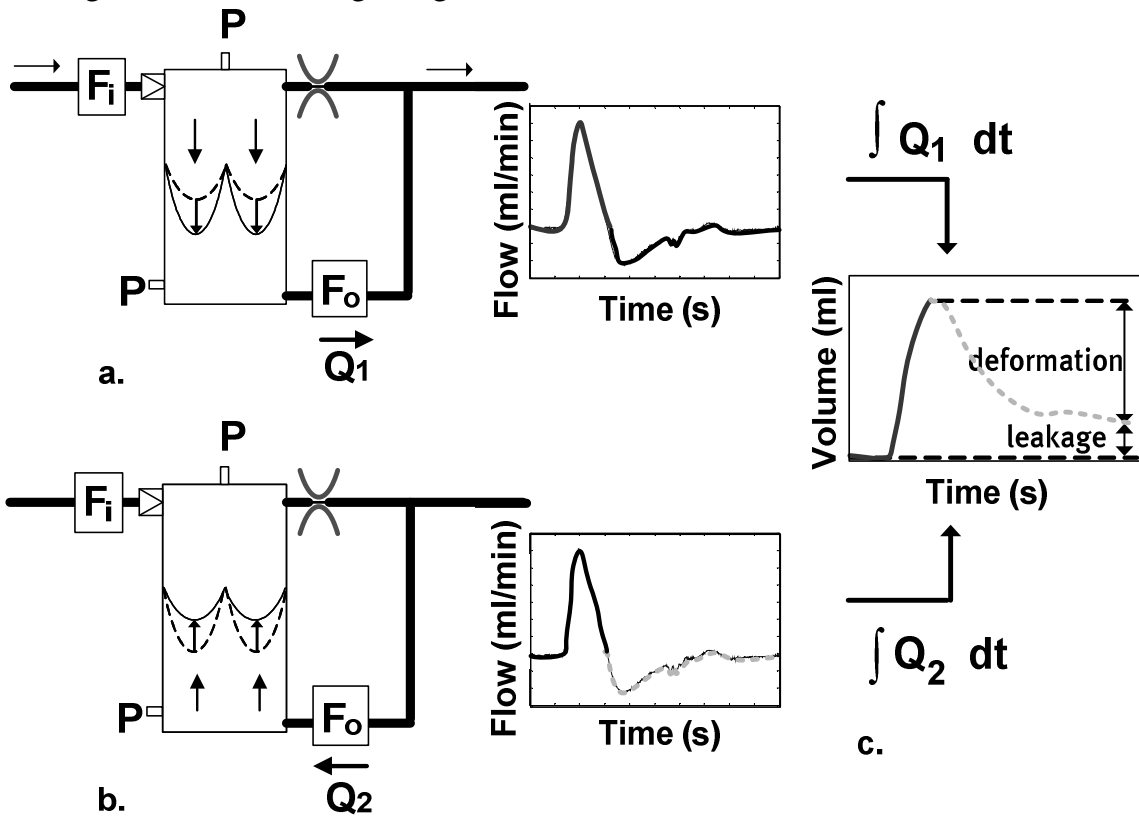 P
Fi
P
Fo
Q1
a.
Flow (ml/min)
Time (s)
P
Fi
P
Fo
Q2
b.
Flow (ml/min)
Time (s)
∫ Q1 dt
Volume (ml)
deformation
leakage
Time (s)
∫ Q2 dt
c.